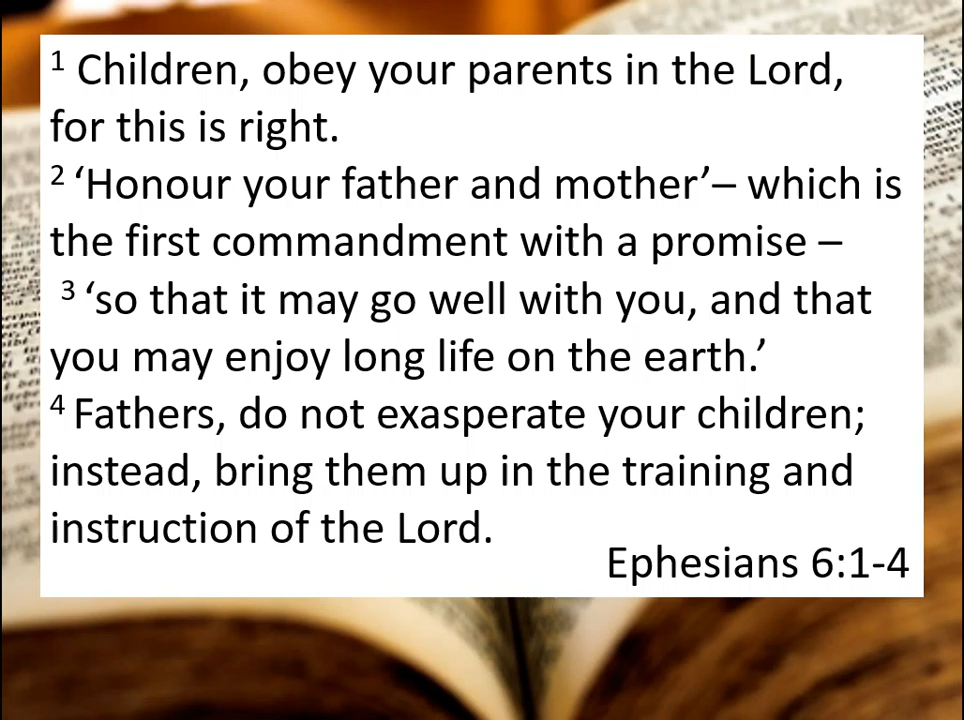 1 Children, obey your parents in the Lord,
for this is right.
2 ‘Honour your father and mother’– which is
the first commandment with a promise –
3 ‘so that it may go well with you, and that
you may enjoy long life on the earth.’
4 Fathers, do not exasperate your children;
instead, bring them up in the training and
instruction of the Lord.
Ephesians 6:1-4